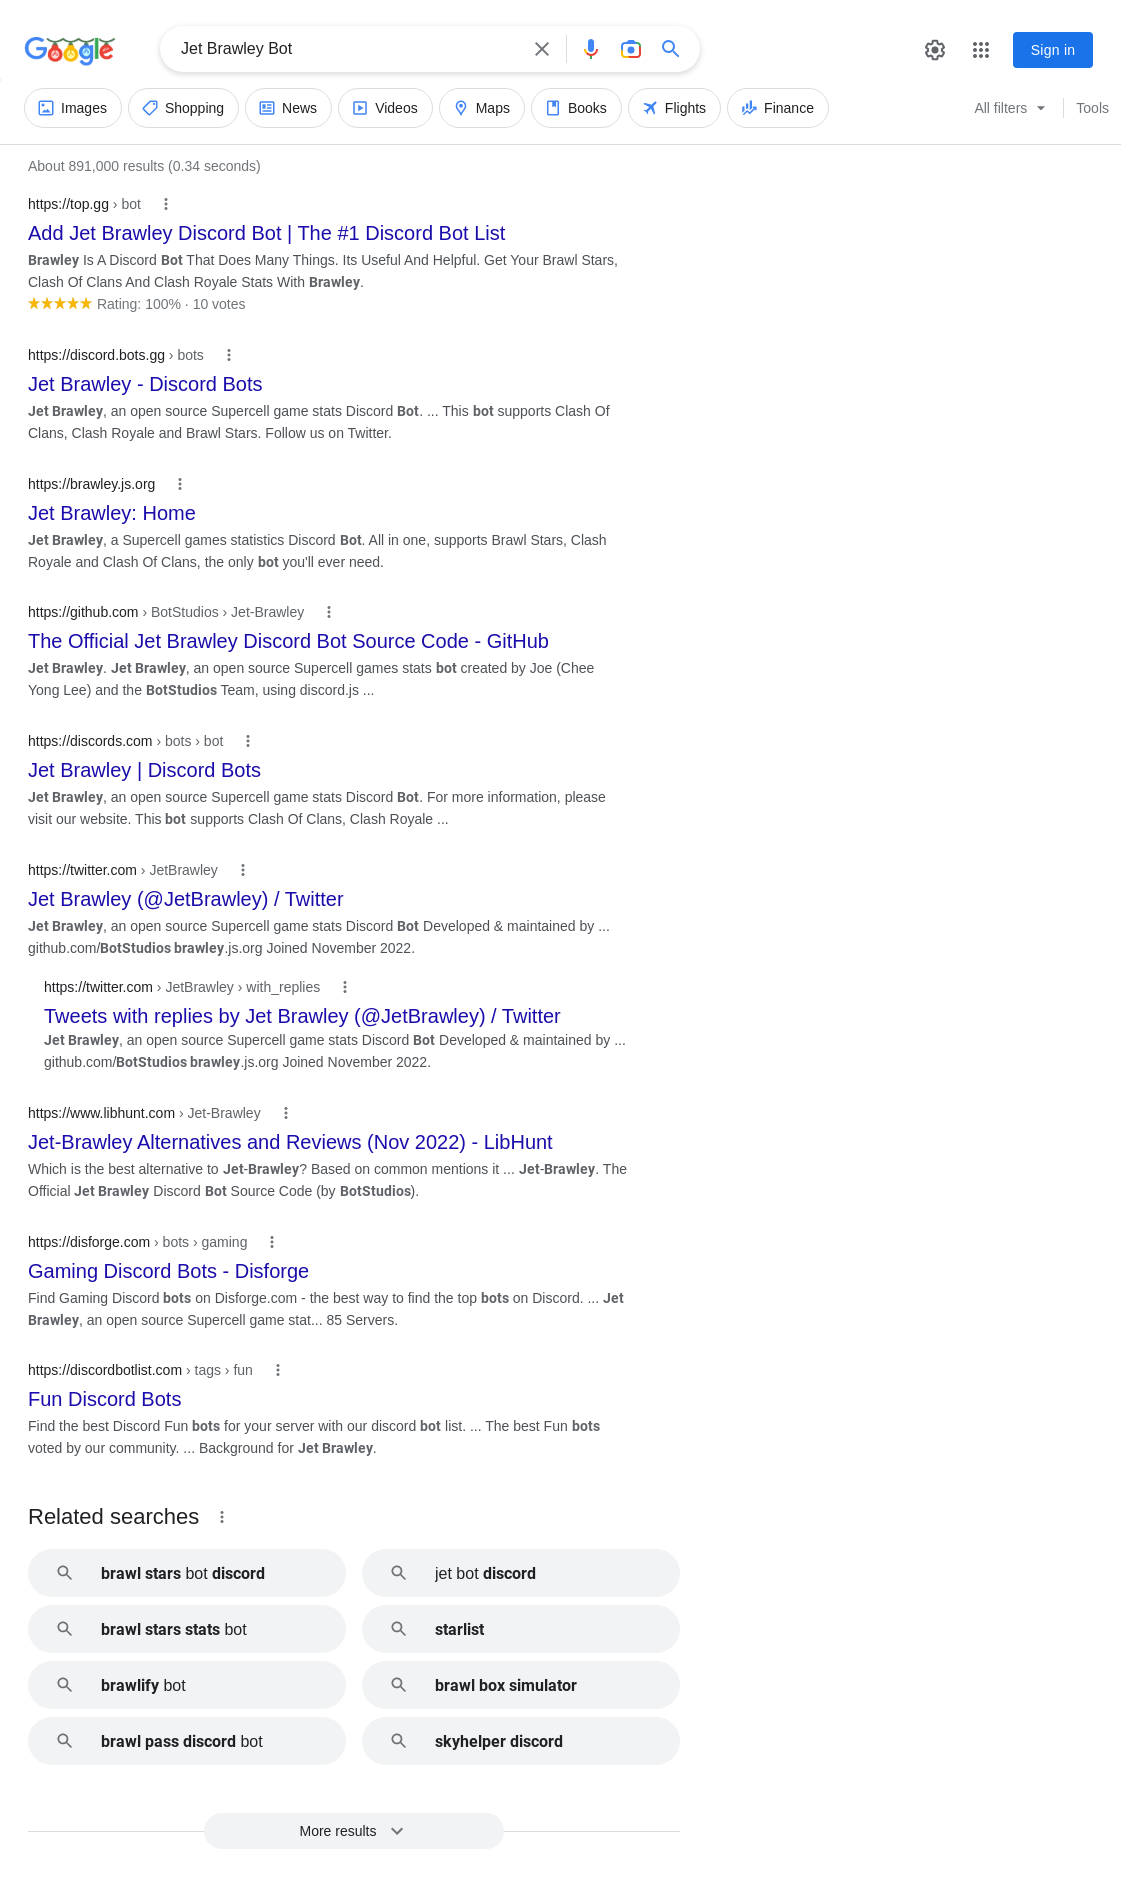 Google
Jet Brawley Bot
Sign in
Images
Shopping
News
Videos
Maps
Books
Flights
Finance
All filters
Tools
About 891,000 results (0.34 seconds)
https://top.gg › bot
Add Jet Brawley Discord Bot | The #1 Discord Bot List
Brawley Is A Discord Bot That Does Many Things. Its Useful And Helpful. Get Your Brawl Stars,
Clash Of Clans And Clash Royale Stats With Brawley.
Rating: 100% · 10 votes
https://discord.bots.gg › bots
Jet Brawley - Discord Bots
Jet Brawley, an open source Supercell game stats Discord Bot. ... This bot supports Clash Of
Clans, Clash Royale and Brawl Stars. Follow us on Twitter.
https://brawley.js.org
Jet Brawley: Home
Jet Brawley, a Supercell games statistics Discord Bot. All in one, supports Brawl Stars, Clash
Royale and Clash Of Clans, the only bot you'll ever need.
https://github.com › BotStudios › Jet-Brawley
The Official Jet Brawley Discord Bot Source Code - GitHub
Jet Brawley. Jet Brawley, an open source Supercell games stats bot created by Joe (Chee
Yong Lee) and the BotStudios Team, using discord.js ...
https://discords.com › bots › bot
Jet Brawley | Discord Bots
Jet Brawley, an open source Supercell game stats Discord Bot. For more information, please
visit our website. This bot supports Clash Of Clans, Clash Royale ...
https://twitter.com › JetBrawley
Jet Brawley (@JetBrawley) / Twitter
Jet Brawley, an open source Supercell game stats Discord Bot Developed & maintained by ...
github.com/BotStudios brawley.js.org Joined November 2022.
https://twitter.com › JetBrawley › with_replies
Tweets with replies by Jet Brawley (@JetBrawley) / Twitter
Jet Brawley, an open source Supercell game stats Discord Bot Developed & maintained by ...
github.com/BotStudios brawley.js.org Joined November 2022.
https://www.libhunt.com › Jet-Brawley
Jet-Brawley Alternatives and Reviews (Nov 2022) - LibHunt
Which is the best alternative to Jet-Brawley? Based on common mentions it ... Jet-Brawley. The
Official Jet Brawley Discord Bot Source Code (by BotStudios).
https://disforge.com › bots › gaming
Gaming Discord Bots - Disforge
Find Gaming Discord bots on Disforge.com - the best way to find the top bots on Discord. ... Jet
Brawley, an open source Supercell game stat... 85 Servers.
https://discordbotlist.com › tags › fun
Fun Discord Bots
Find the best Discord Fun bots for your server with our discord bot list. ... The best Fun bots
voted by our community. ... Background for Jet Brawley.
Related searches
brawl stars bot discord
jet bot discord
brawl stars stats bot
starlist
brawlify bot
brawl box simulator
brawl pass discord bot
skyhelper discord
More results